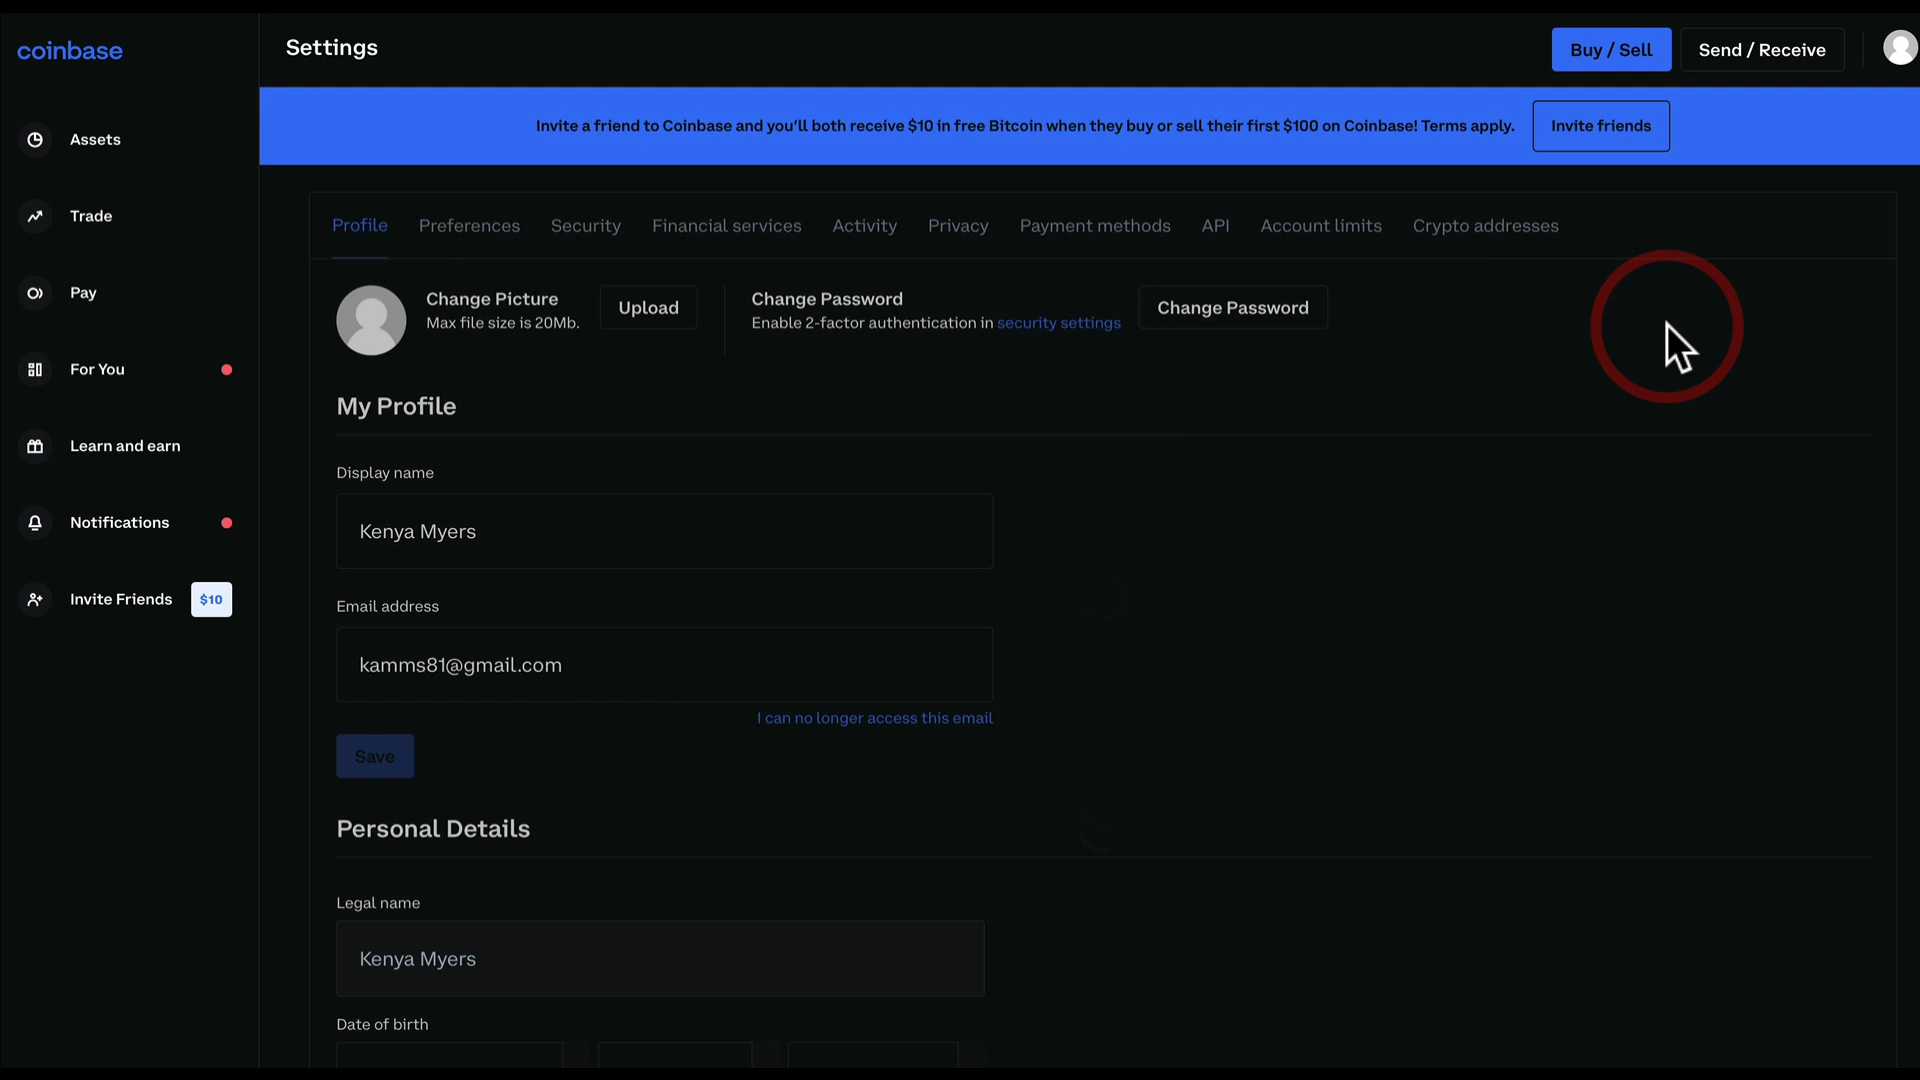 coinbase
Settings
Buy / Sell
Send / Receive
Invite a friend to Coinbase and you'll both receive $10 in free Bitcoin when they buy or sell their first $100 on Coinbase! Terms apply.
Invite friends
Assets
Trade
Pay
For You
Learn and earn
Notifications
Invite Friends
$10
Profile
Preferences
Security
Financial services
Activity
Privacy
Payment methods
API
Account limits
Crypto addresses
Change Picture
Max file size is 20Mb.
Upload
Change Password
Enable 2-factor authentication in security settings
Change Password
My Profile
Display name
Kenya Myers
Email address
kamms81@gmail.com
I can no longer access this email
Save
Personal Details
Legal name
Kenya Myers
Date of birth